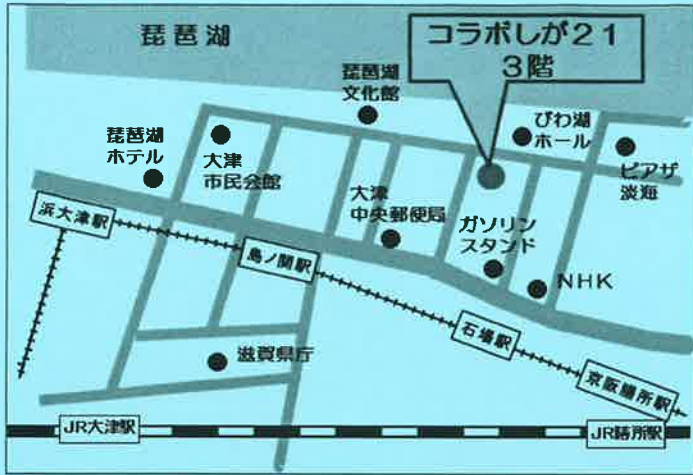 琵琶湖
コラボしが２１
３階
琵琶湖
文化館
びわ湖
ホール
琵琶湖
ホテル
大津
市民会館
ピアザ
淡海
大津
中央郵便局
ガソリン
スタンド
浜大津駅
島ノ関駅
NHK
石場駅
滋賀県庁
京阪膳所駅
JR大津駅
JR膳所駅